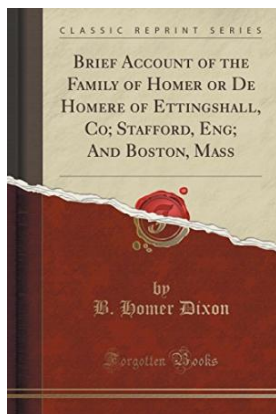 CLASSIC REPRINT SERIES
BRIEF ACCOUNT OF THE
FAMILY OF HOMER OR DE
HOMERE OF ETTINGSHALL,
CO; STAFFORD, ENG;
AND BOSTON, MASS
by
B. Homer Dixon
Forgotten Books